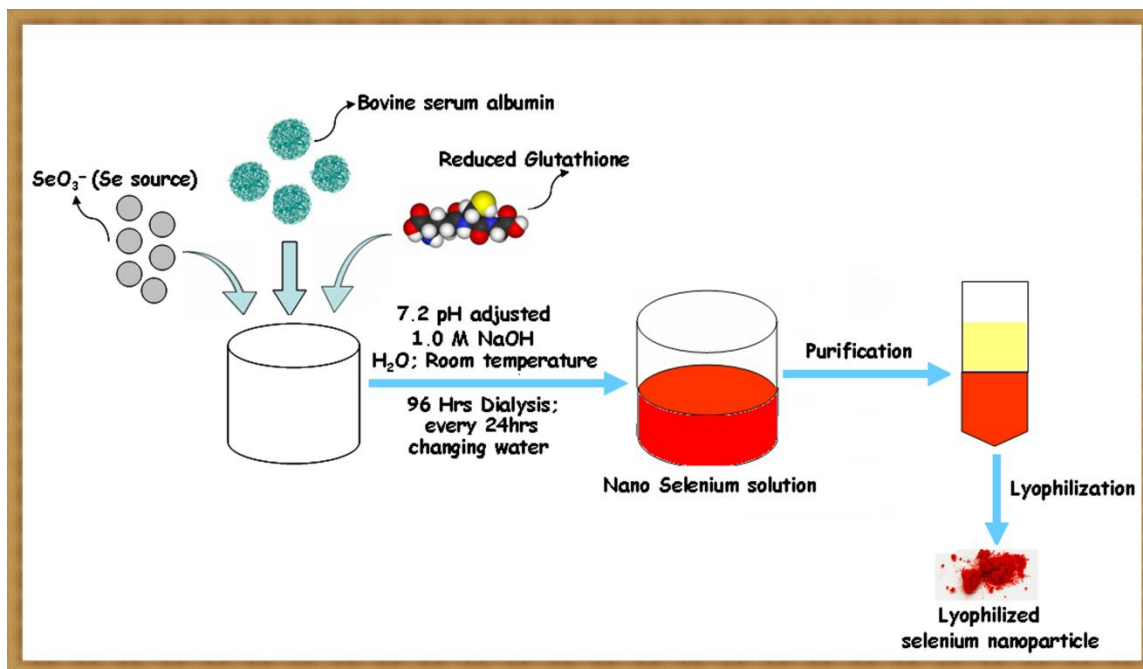 Bovine serum albumin
Reduced Glutathione
SeO₃⁻ (Se source)
7.2 pH adjusted
1.0 M NaOH
H₂O; Room temperature
96 Hrs Dialysis;
every 24hrs
changing water
Nano Selenium solution
Purification
Lyophilization
Lyophilized
selenium nanoparticle